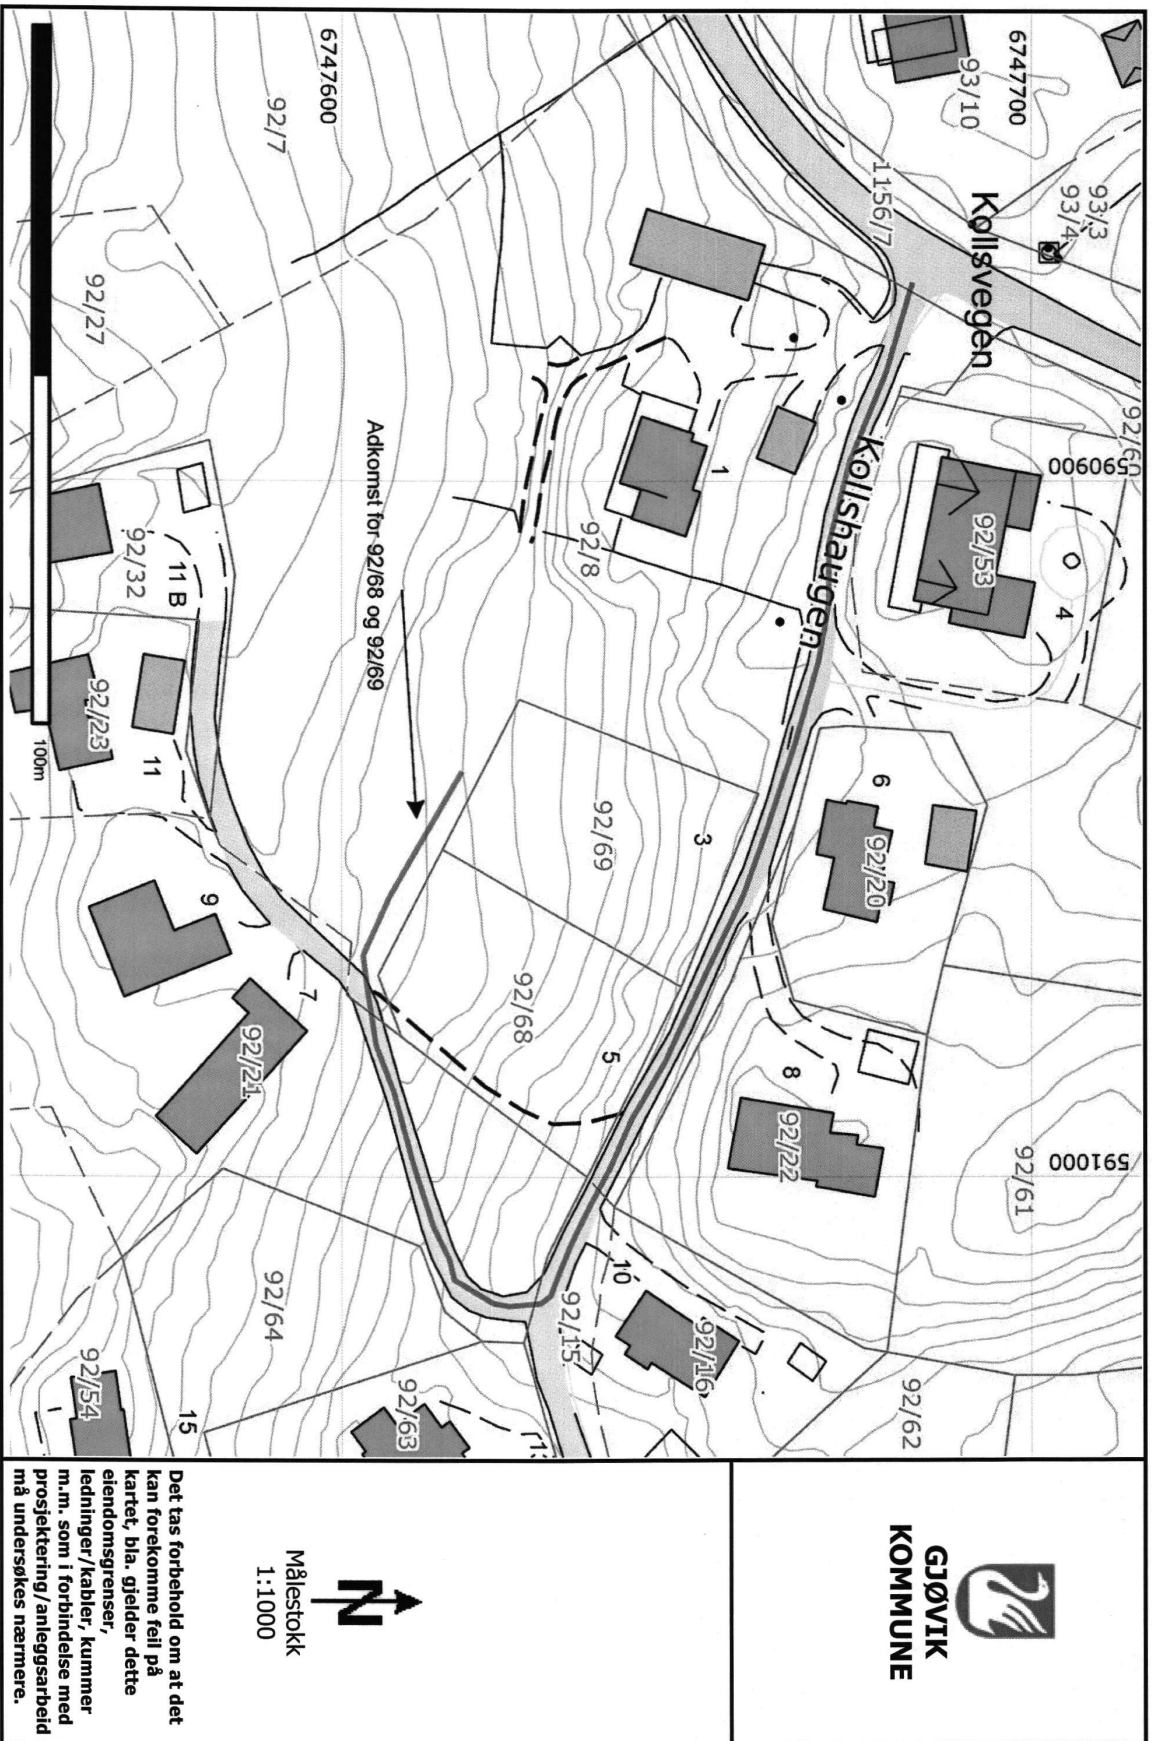 Kollsvegen
Kollshaugen
6747700
6747600
590900
591000
93/10
93/3
93/4
1156/7
92/7
92/27
92/60
92/53
4
1
92/8
Adkomst for 92/68 og 92/69
92/32
11 B
92/23
11
9
7
92/21
92/69
3
92/68
5
6
92/20
8
92/22
92/61
10
92/16
92/15
92/62
92/63
92/64
92/54
15
100m
GJØVIK
KOMMUNE
N
Målestokk
1:1000
Det tas forbehold om at det
kan forekomme feil på
kartet, bla. gjelder dette
eiendomsgrenser,
ledninger/kabler, kummer
m.m. som i forbindelse med
prosjektering/anleggsarbeid
må undersøkes nærmere.